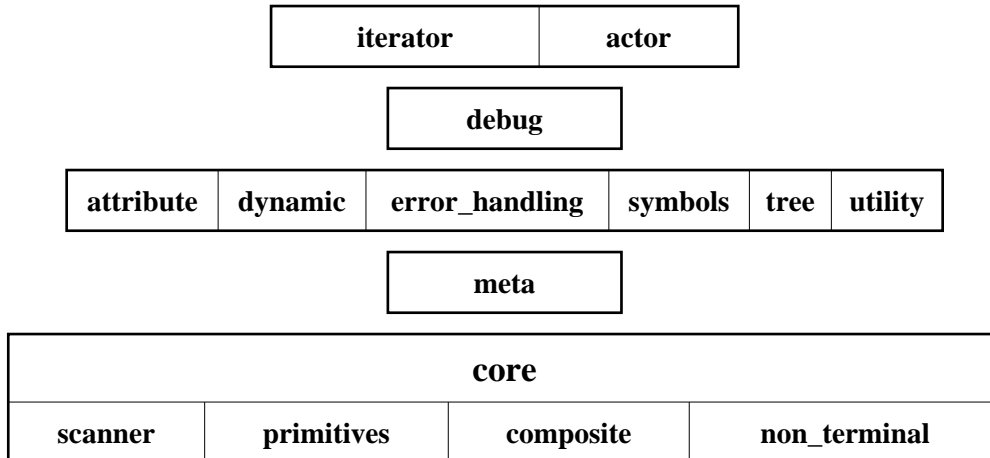 iterator actor
debug
attribute dynamic error_handling symbols tree utility
meta
core
scanner primitives composite non_terminal